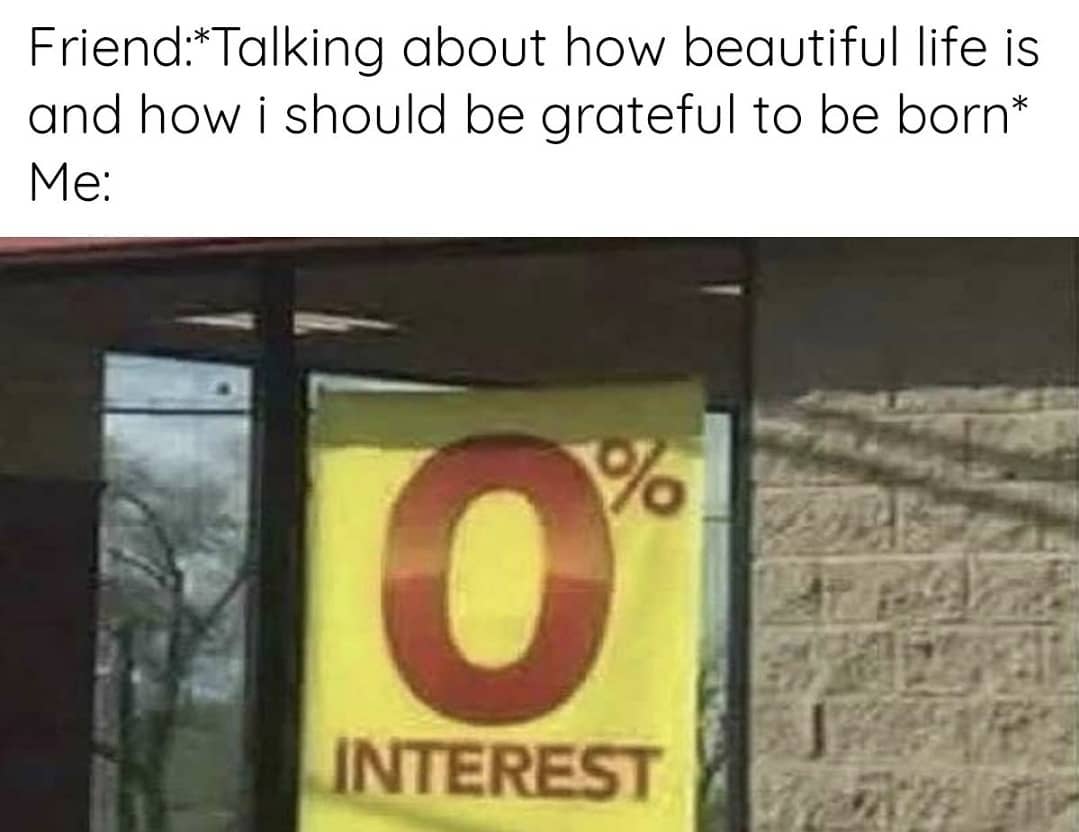 Friend:*Talking about how beautiful life is
and how i should be grateful to be born*
Me:
0%
INTEREST